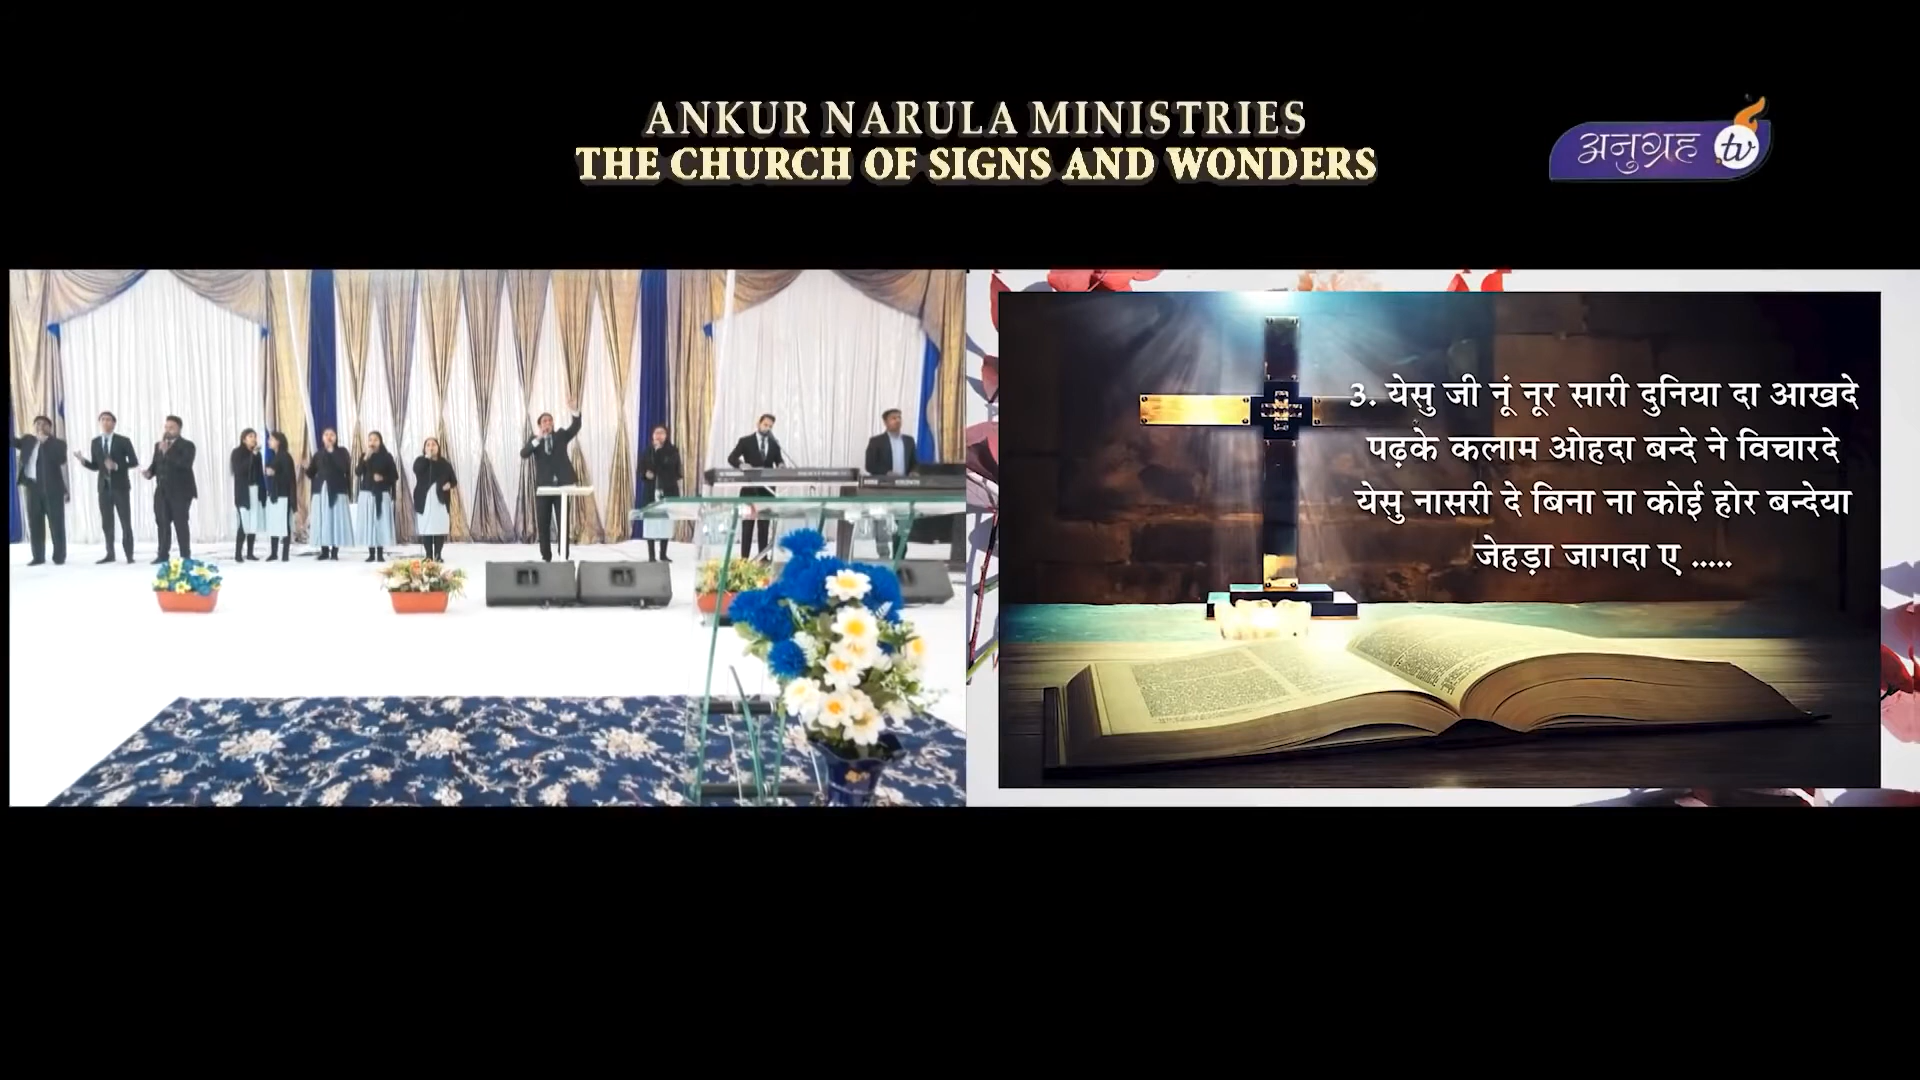 ANKUR NARULA MINISTRIES
THE CHURCH OF SIGNS AND WONDERS
अनुग्रह tv
3. येसु जी नूं नूर सारी दुनिया दा आखदे
पढ़के कलाम ओहदा बन्दे ने विचारदे
येसु नासरी दे बिना ना कोई होर बन्देया
जेहड़ा जागदा ए .....